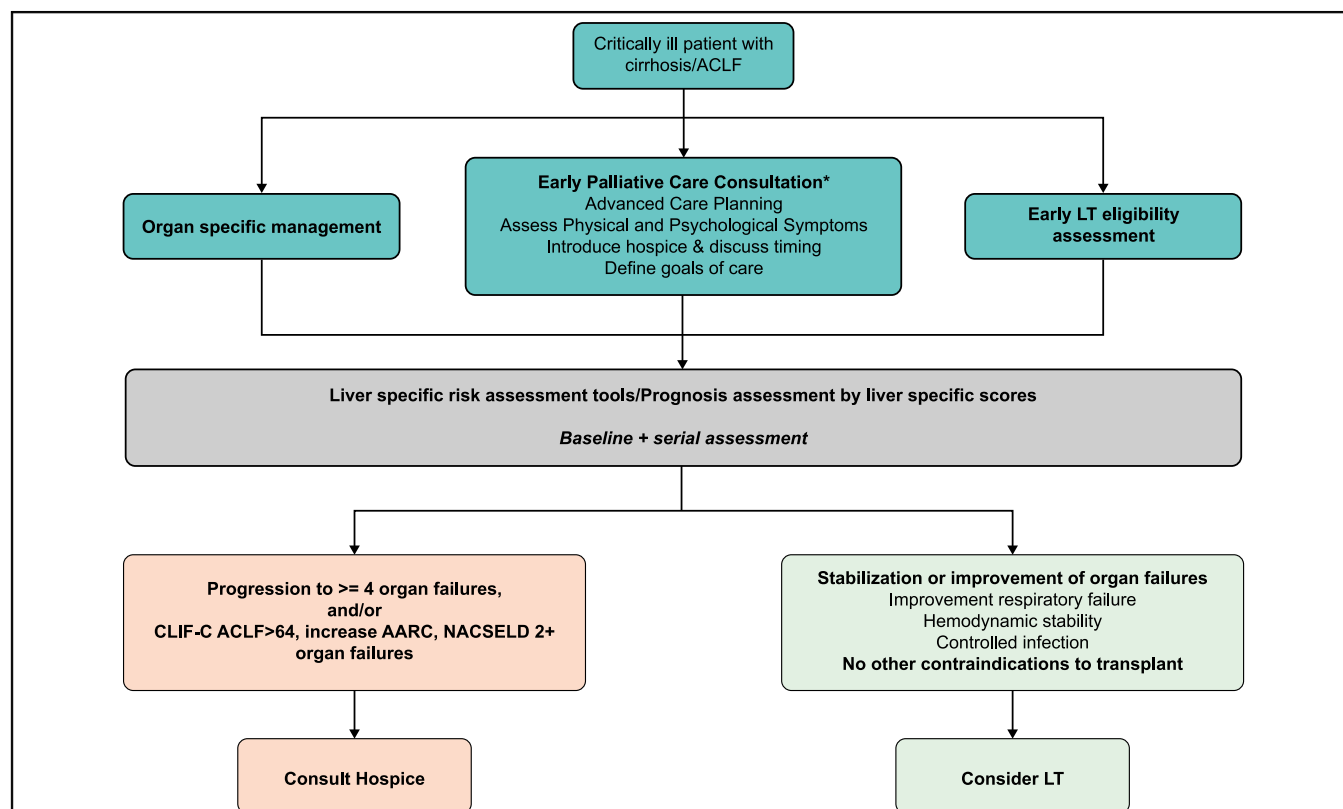 Critically ill patient with
cirrhosis/ACLF
Organ specific management
Early Palliative Care Consultation*
Advanced Care Planning
Assess Physical and Psychological Symptoms
Introduce hospice & discuss timing
Define goals of care
Early LT eligibility
assessment
Liver specific risk assessment tools/Prognosis assessment by liver specific scores
Baseline + serial assessment
Progression to >= 4 organ failures,
and/or
CLIF-C ACLF>64, increase AARC, NACSELD 2+
organ failures
Stabilization or improvement of organ failures
Improvement respiratory failure
Hemodynamic stability
Controlled infection
No other contraindications to transplant
Consult Hospice
Consider LT